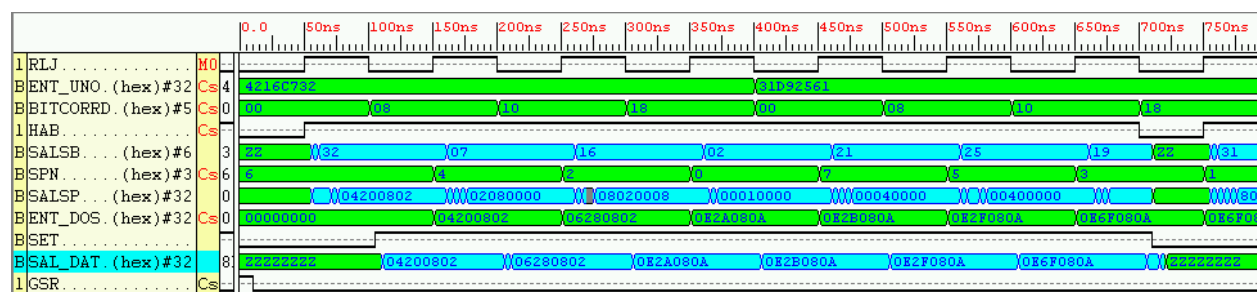 0.0 50ns 100ns 150ns 200ns 250ns 300ns 350ns 400ns 450ns 500ns 550ns 600ns 650ns 700ns 750ns
1 RLJ........... M0
B ENT_UNO.(hex)#32 Cs 4 4216C732 31D92561
B BITCORRD.(hex)#5 Cs 0 00 08 10 18 00 08 10 18
1 HAB.............. Cs
B SALSB....(hex)#6 3 ZZ 32 07 16 02 21 25 19 ZZ 31
B SPN......(hex)#3 Cs 6 6 4 2 0 7 5 3 1
B SALSP...(hex)#32 0 04200802 02080000 08020008 00010000 00040000 00400000 80
B ENT_DOS.(hex)#32 Cs 0 00000000 04200802 06280802 0E2A080A 0E2B080A 0E2F080A 0E6F080A 0E6F08
B SET..............
B SAL_DAT.(hex)#32 8 ZZZZZZZZ 04200802 06280802 0E2A080A 0E2B080A 0E2F080A 0E6F080A ZZZZZZZZ
1 GSR.............. Cs